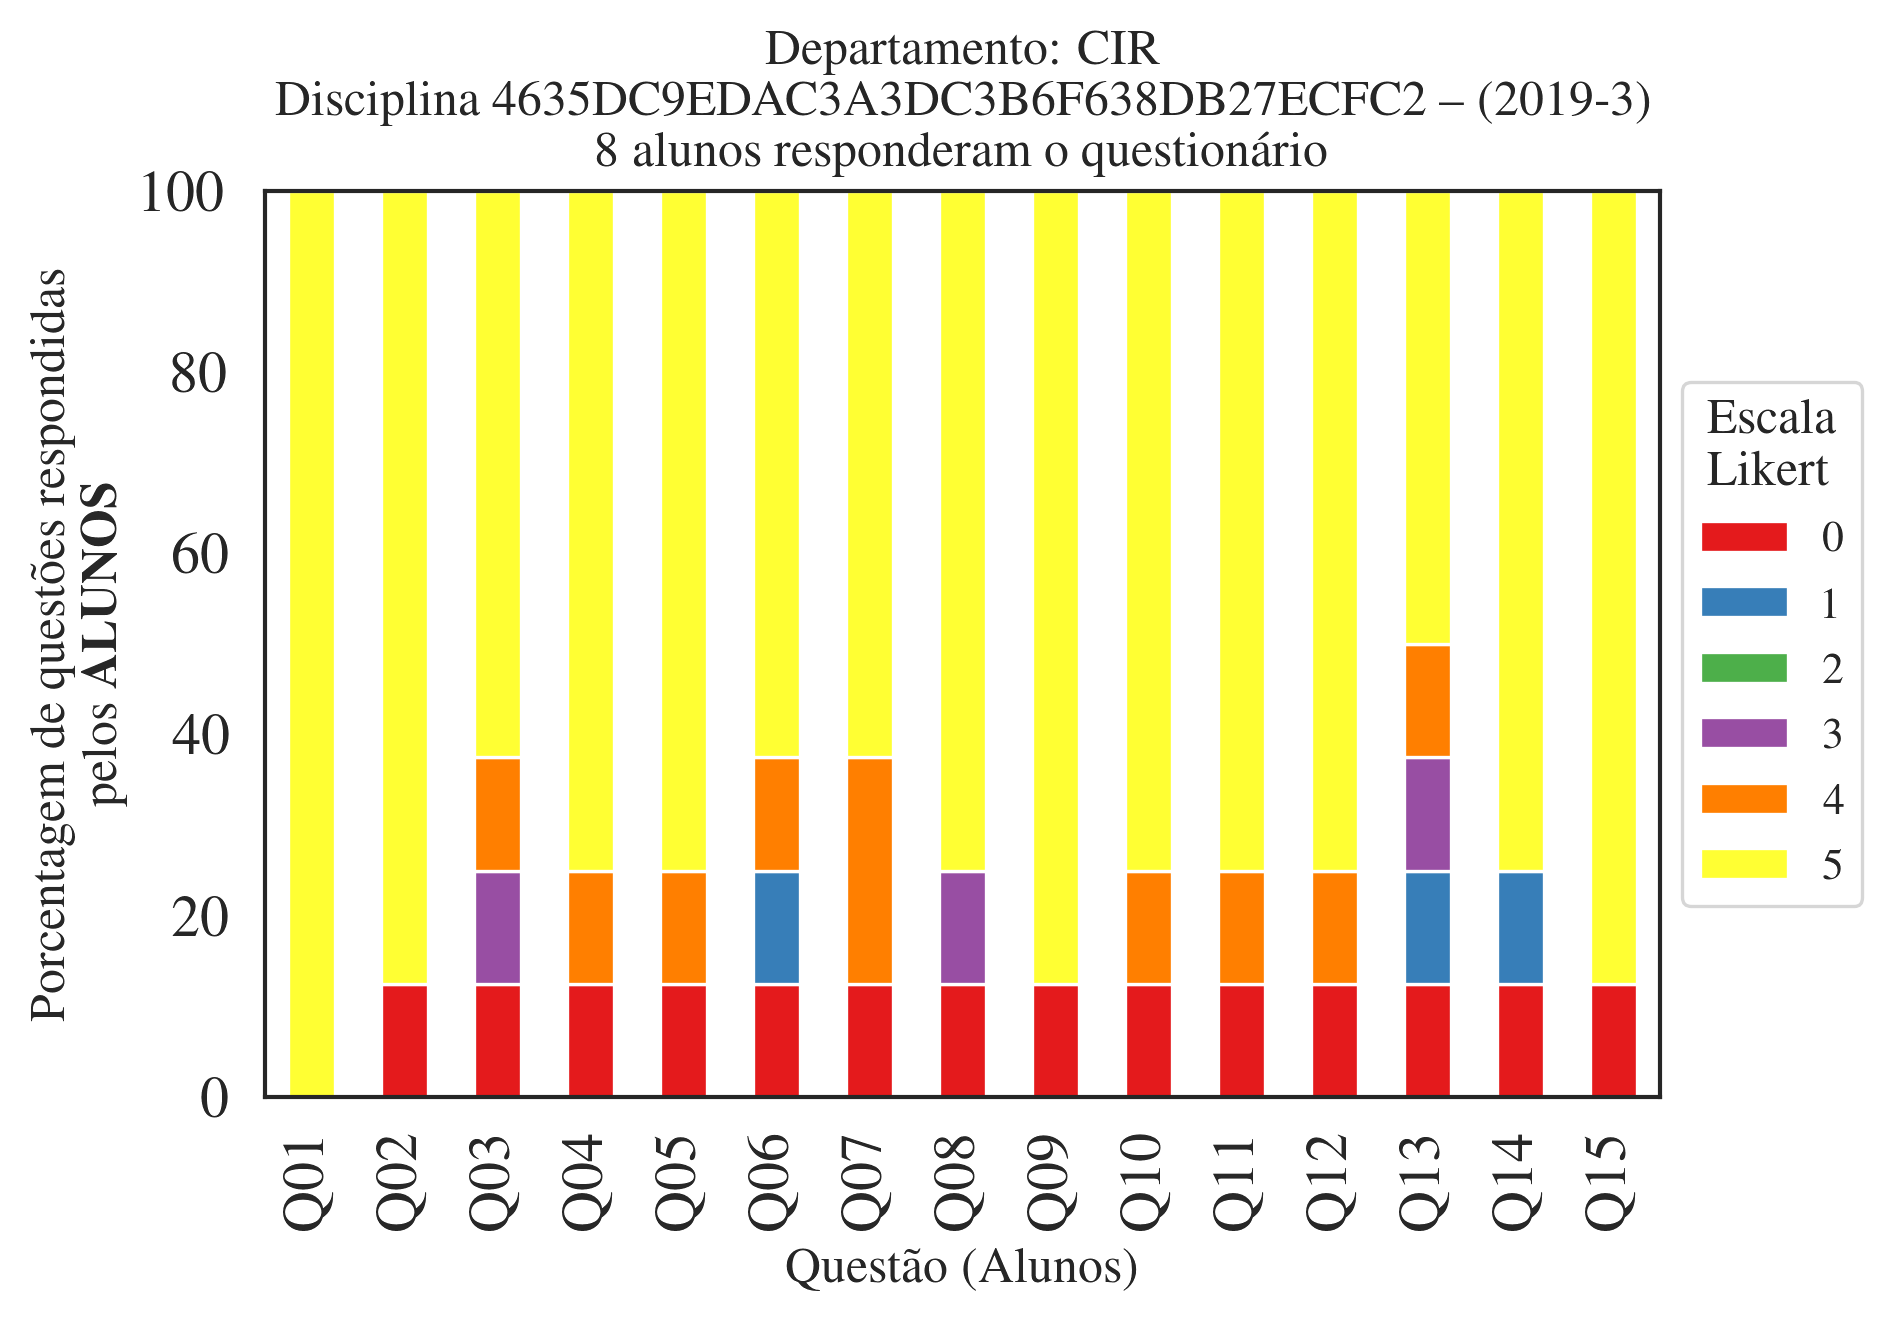 Departamento: CIR
Disciplina 4635DC9EDAC3A3DC3B6F638DB27ECFC2 – (2019-3)
8 alunos responderam o questionário
Porcentagem de questões respondidas
pelos ALUNOS
100
80
60
40
20
0
Q01
Q02
Q03
Q04
Q05
Q06
Q07
Q08
Q09
Q10
Q11
Q12
Q13
Q14
Q15
Questão (Alunos)
Escala
Likert
0
1
2
3
4
5